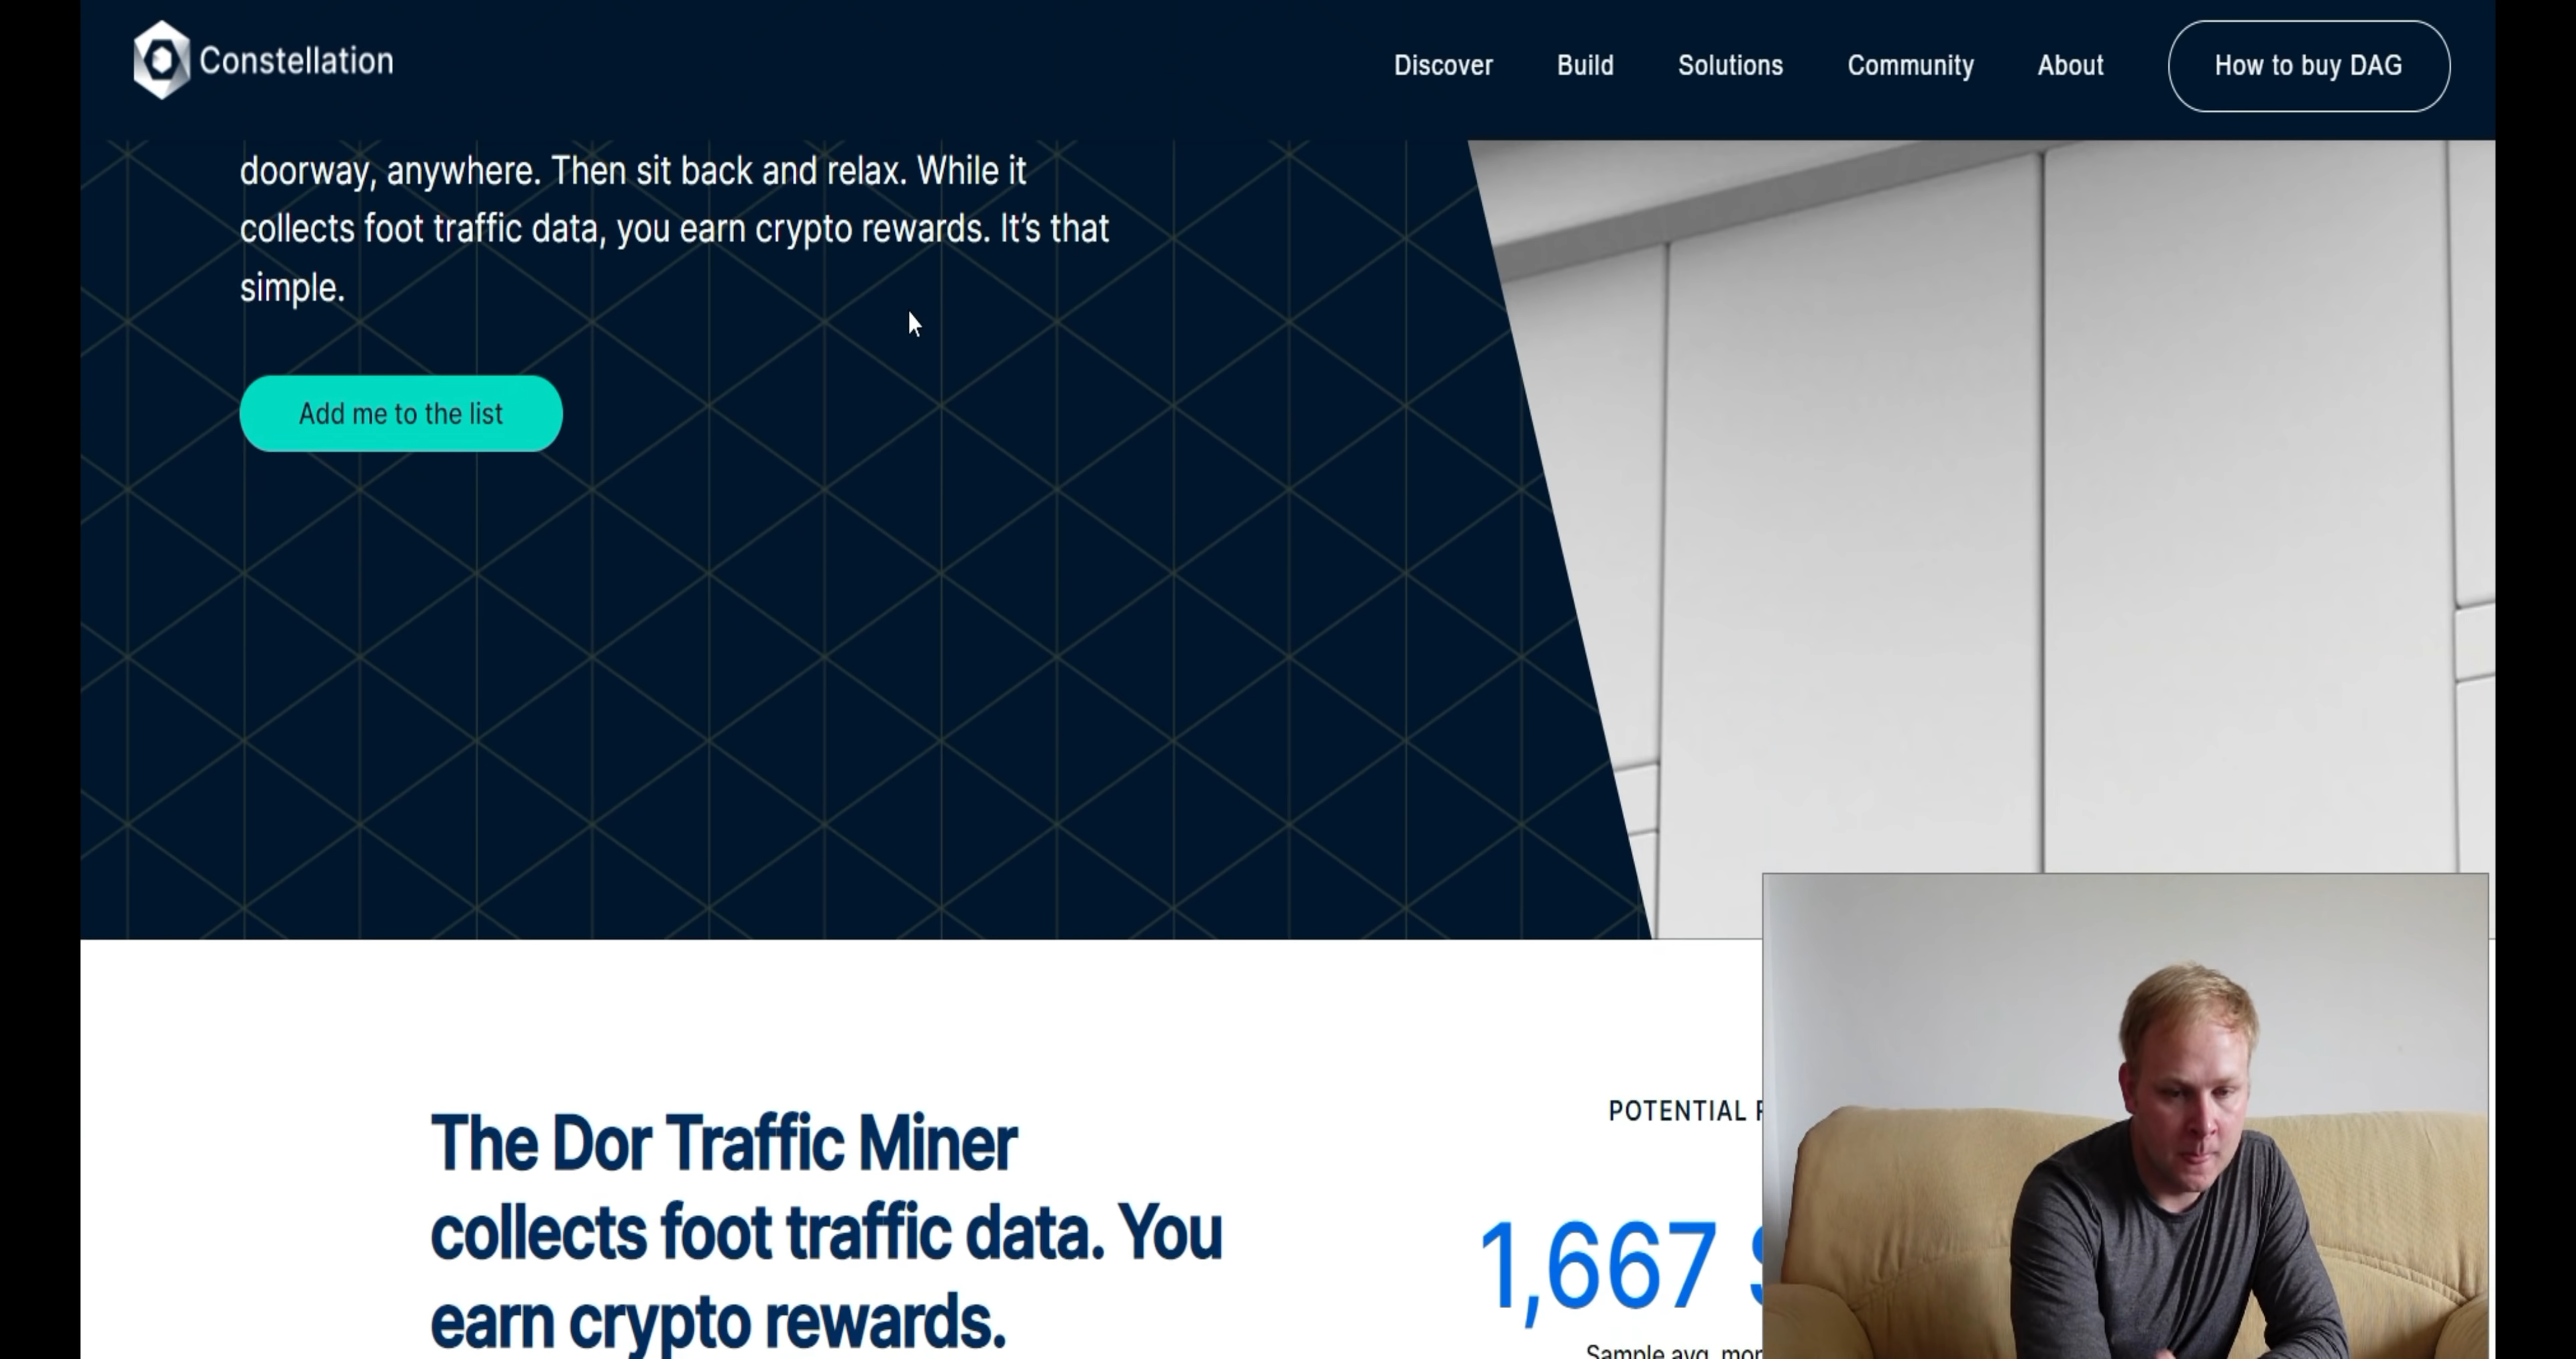 Constellation
Discover Build Solutions Community About How to buy DAG
doorway, anywhere. Then sit back and relax. While it
collects foot traffic data, you earn crypto rewards. It’s that
simple.
Add me to the list
The Dor Traffic Miner
collects foot traffic data. You
earn crypto rewards.
POTENTIAL
1,667
Sample avg.